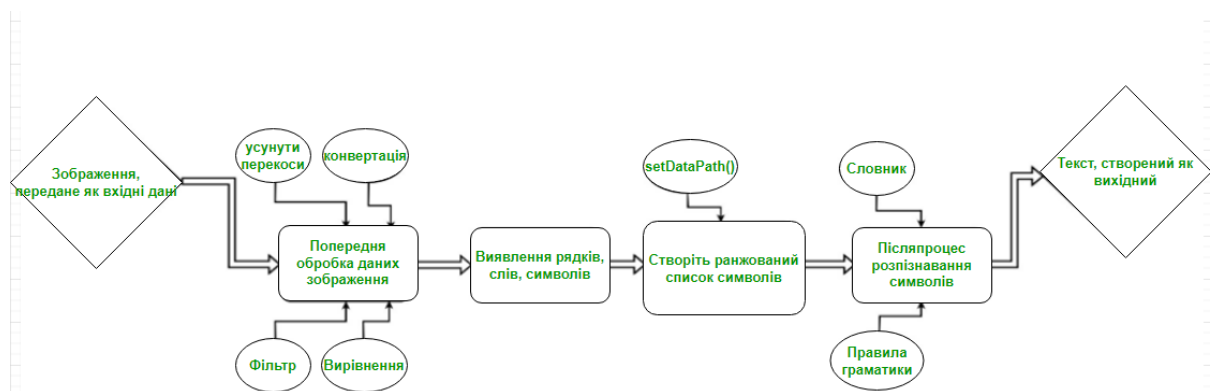 Зображення,
передане як вхідні дані
усунути
перекоси
конвертація
Попередня
обробка даних
зображення
Фільтр
Вирівнення
Виявлення рядків,
слів, символів
setDataPath()
Створіть ранжований
список символів
Словник
Післяпроцес
розпізнавання
символів
Правила
граматики
Текст, створений як
вихідний